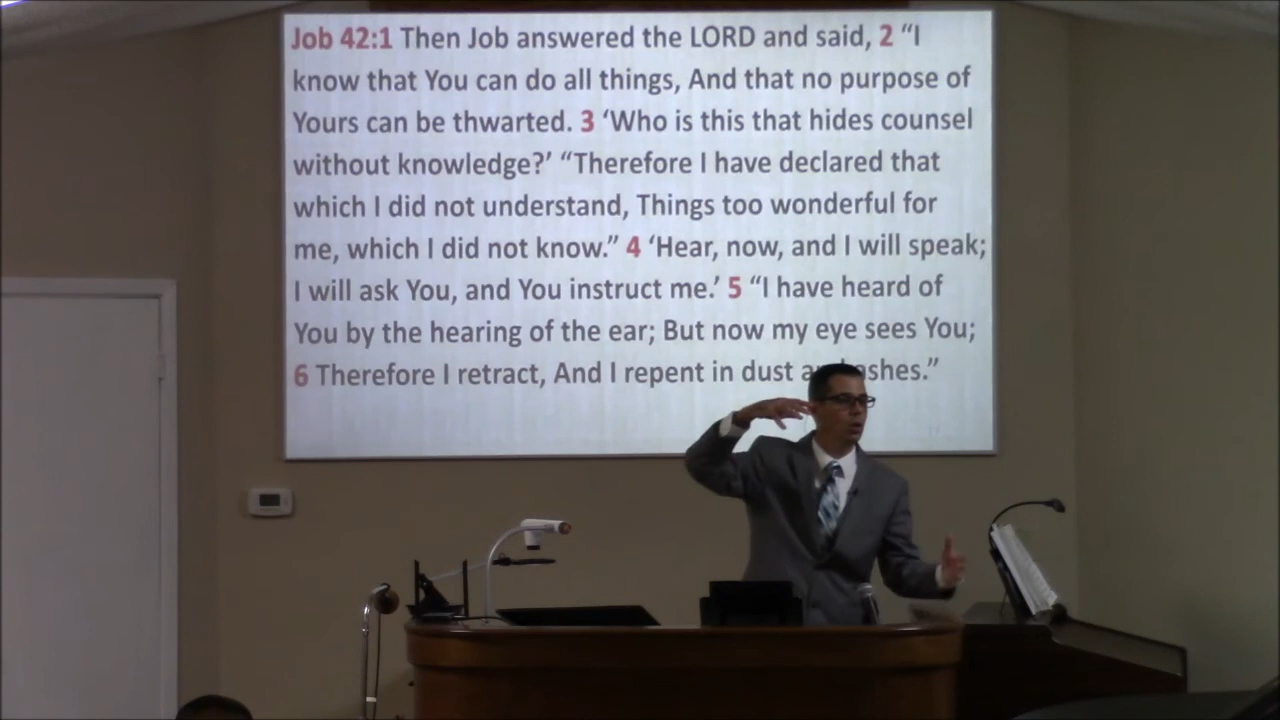 Job 42:1 Then Job answered the LORD and said, 2 “I
know that You can do all things, And that no purpose of
Yours can be thwarted. 3 ‘Who is this that hides counsel
without knowledge?’ “Therefore I have declared that
which I did not understand, Things too wonderful for
me, which I did not know.” 4 ‘Hear, now, and I will speak;
I will ask You, and You instruct me.’ 5 “I have heard of
You by the hearing of the ear; But now my eye sees You;
6 Therefore I retract, And I repent in dust and ashes.”